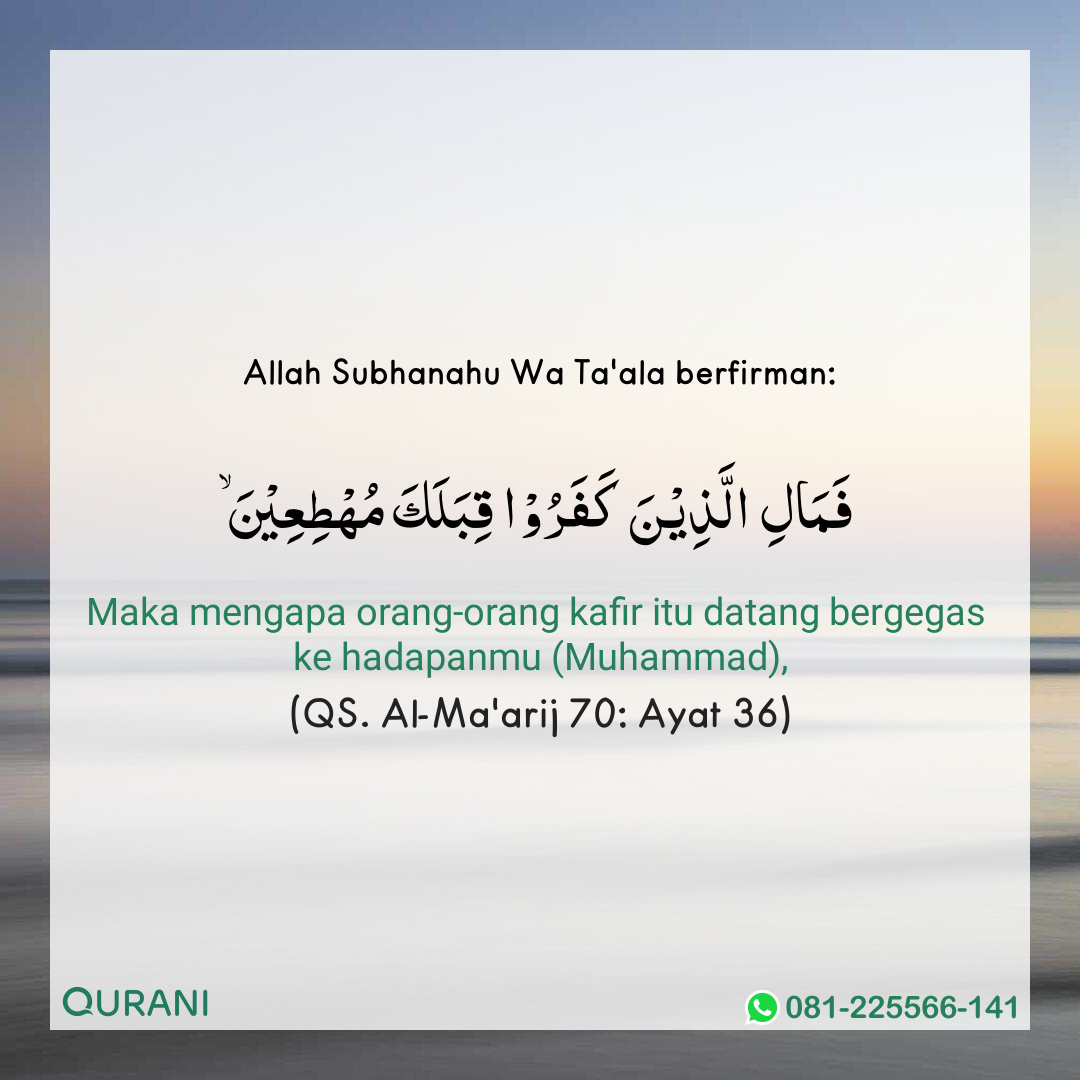 Allah Subhanahu Wa Ta'ala berfirman:
فَمَالِ الَّذِيْنَ كَفَرُوْا قِبَلَكَ مُهْطِعِيْنَ ۙ
Maka mengapa orang-orang kafir itu datang bergegas
ke hadapanmu (Muhammad),
(QS. Al-Ma'arij 70: Ayat 36)
QURANI
081-225566-141